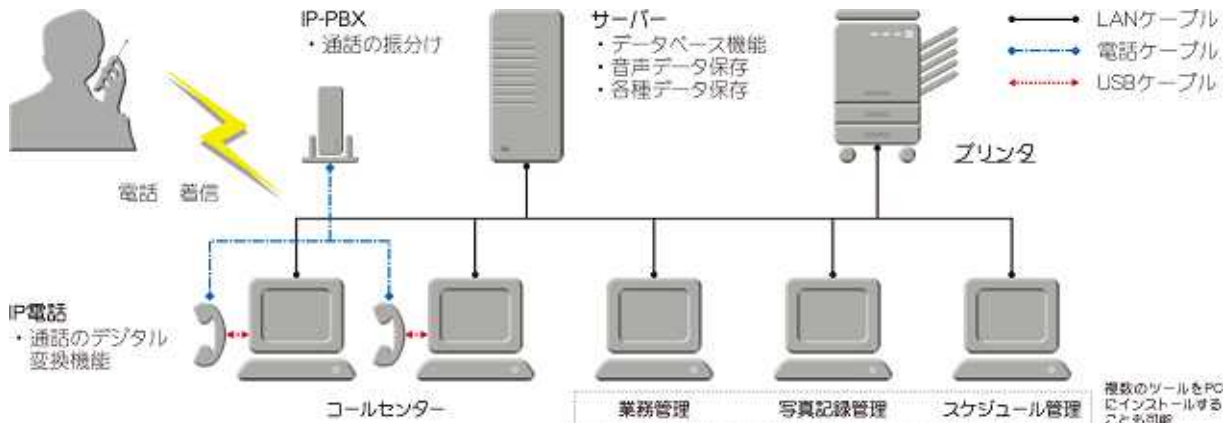 IP-PBX
・通話の振分け
サーバー
・データベース機能
・音声データ保存
・各種データ保存
LANケーブル
電話ケーブル
USBケーブル
プリンタ
電話 着信
IP電話
・通話のデジタル
変換機能
コールセンター
業務管理
写真記録管理
スケジュール管理
複数のツールをPC
にインストールする
ことも可能